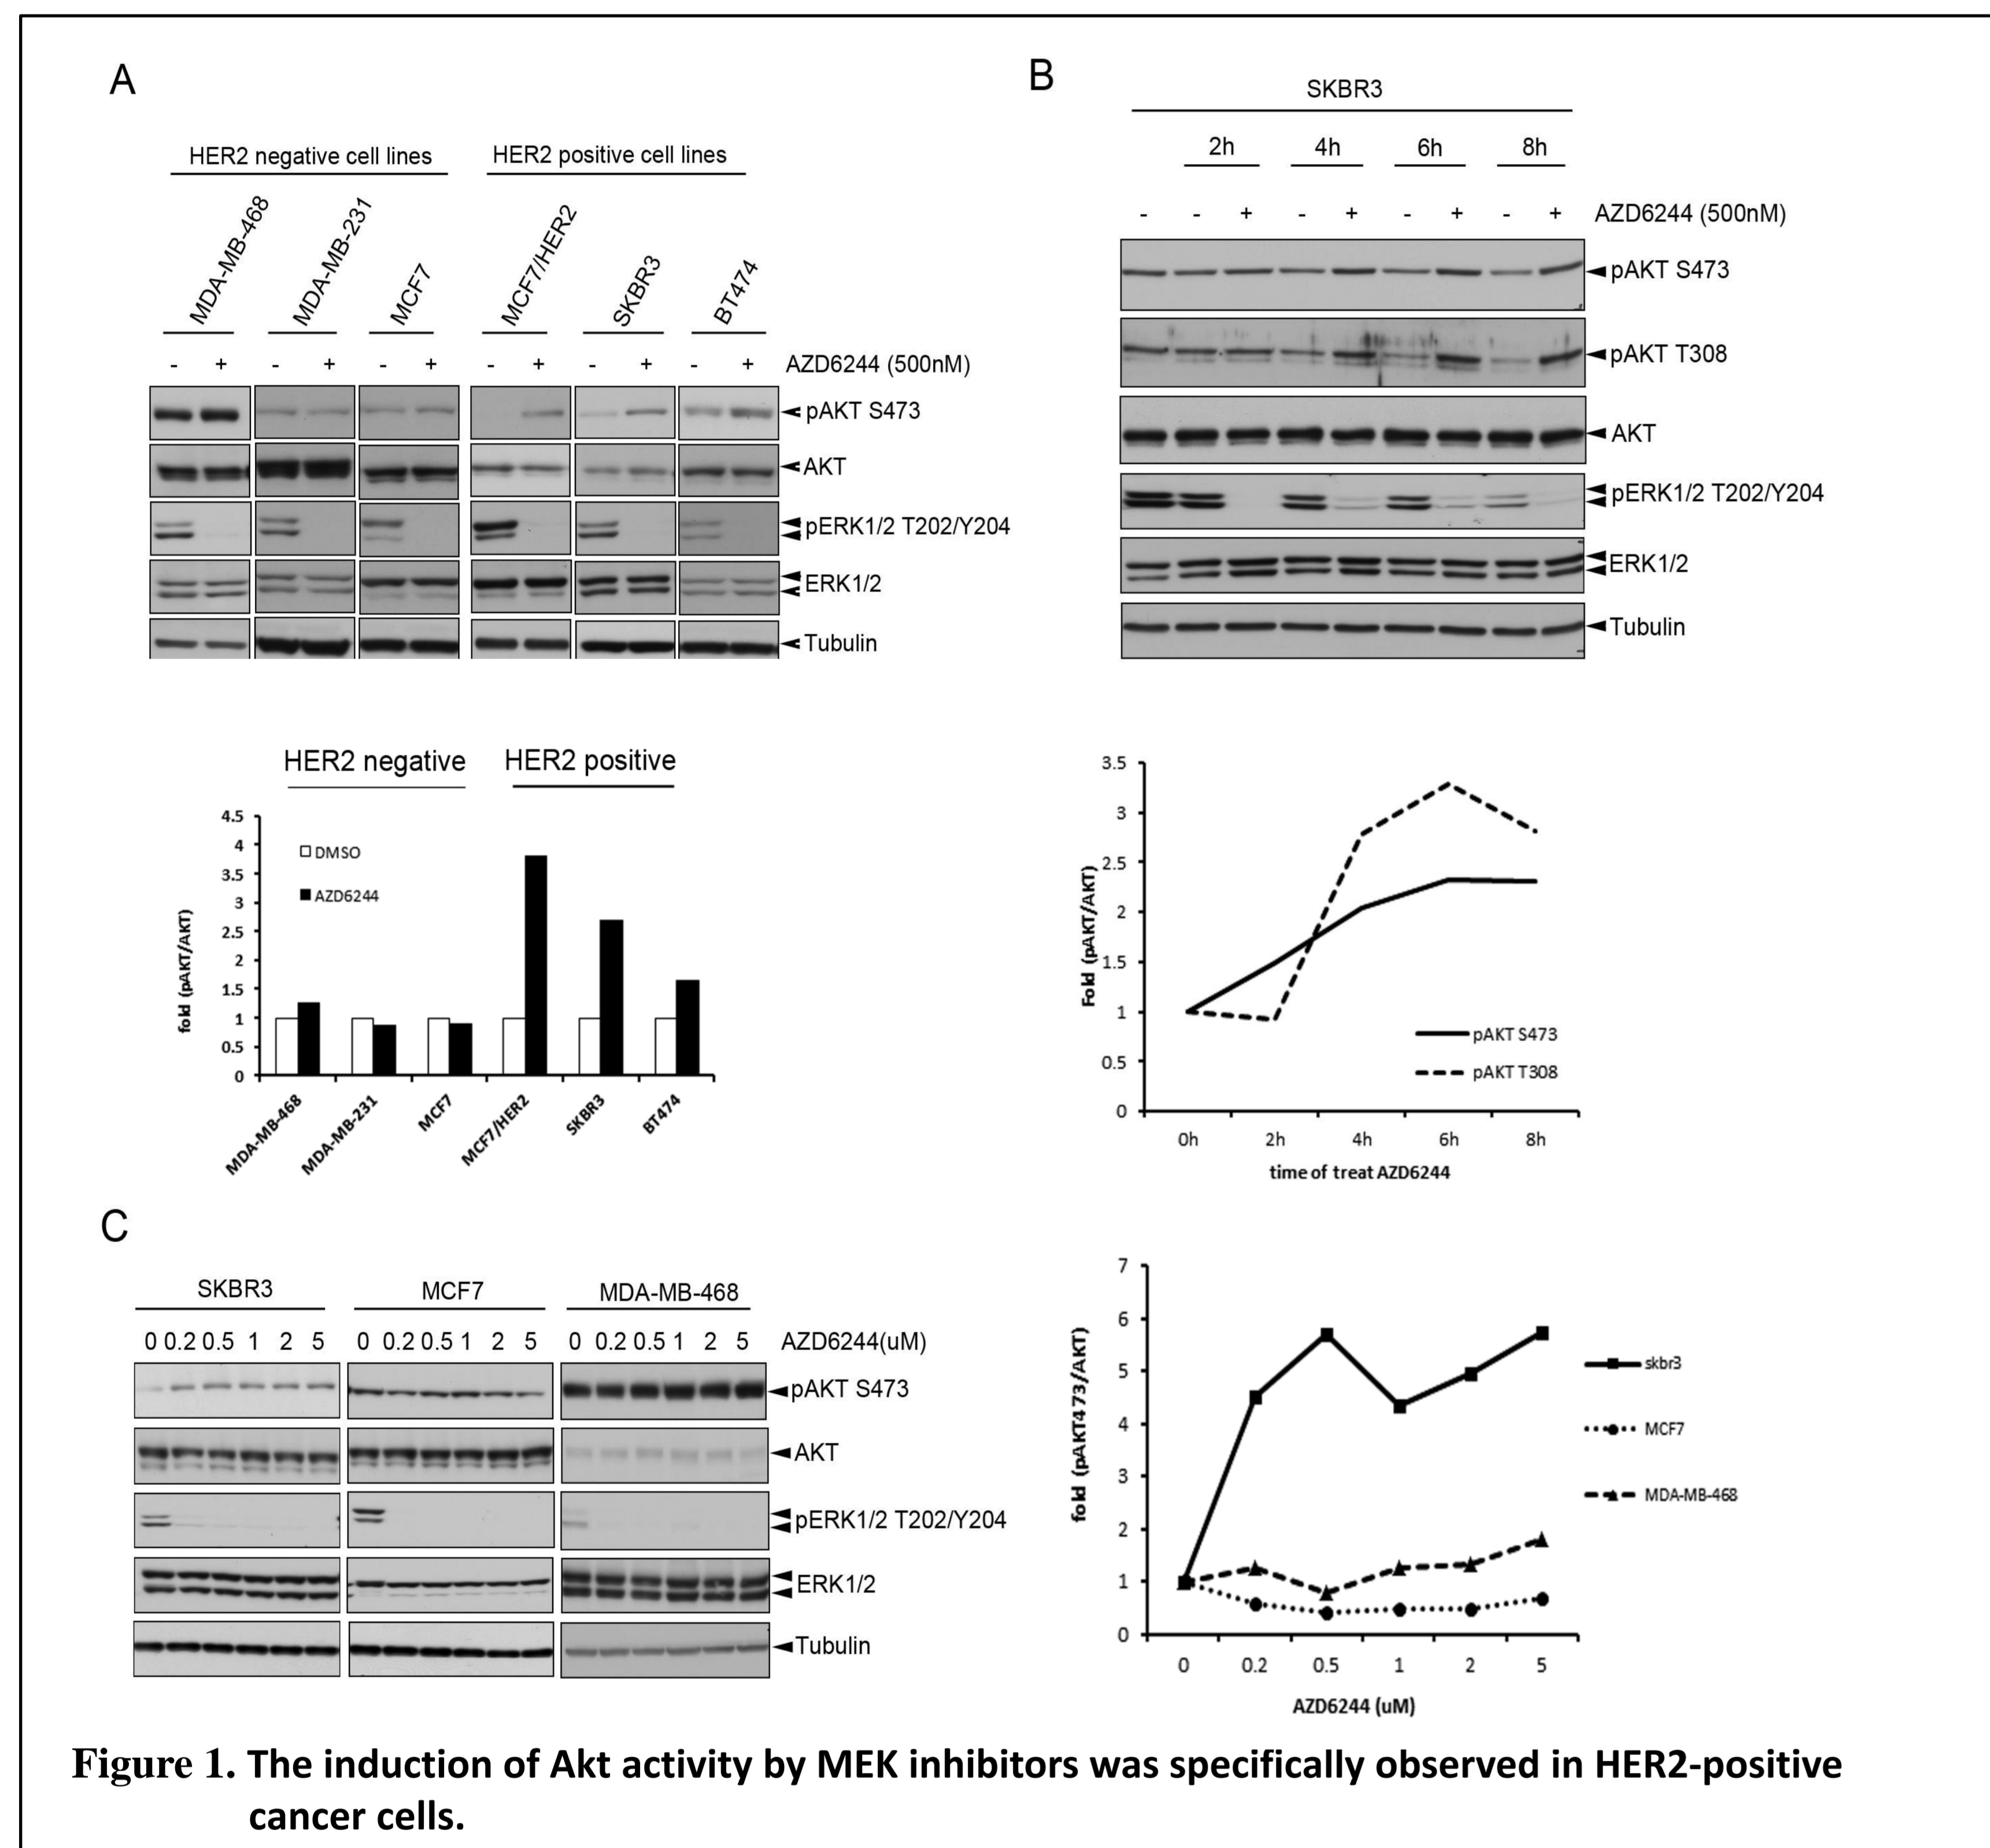 A
HER2 negative cell lines
HER2 positive cell lines
MDA-MB-468
MDA-MB-231
MCF7
MCF7/HER2
SKBR3
BT474
- + - + - + - + - + - + AZD6244 (500nM)
pAKT S473
AKT
pERK1/2 T202/Y204
ERK1/2
Tubulin
HER2 negative
HER2 positive
4.5
4
3.5
3
2.5
2
1.5
1
0.5
0
fold (pAKT/AKT)
DMSO
AZD6244
MDA-MB-468
MDA-MB-231
MCF7
MCF7/HER2
SKBR3
BT474
B
SKBR3
2h 4h 6h 8h
- - + - + - + - + AZD6244 (500nM)
pAKT S473
pAKT T308
AKT
pERK1/2 T202/Y204
ERK1/2
Tubulin
3.5
3
2.5
2
1.5
1
0.5
0
Fold (pAKT/AKT)
pAKT S473
pAKT T308
0h 2h 4h 6h 8h
time of treat AZD6244
C
SKBR3 MCF7 MDA-MB-468
0 0.2 0.5 1 2 5 0 0.2 0.5 1 2 5 0 0.2 0.5 1 2 5 AZD6244(uM)
pAKT S473
AKT
pERK1/2 T202/Y204
ERK1/2
Tubulin
7
6
5
4
3
2
1
0
fold (pAKT473/AKT)
skbr3
MCF7
MDA-MB-468
0 0.2 0.5 1 2 5
AZD6244 (uM)
Figure 1. The induction of Akt activity by MEK inhibitors was specifically observed in HER2-positive
cancer cells.